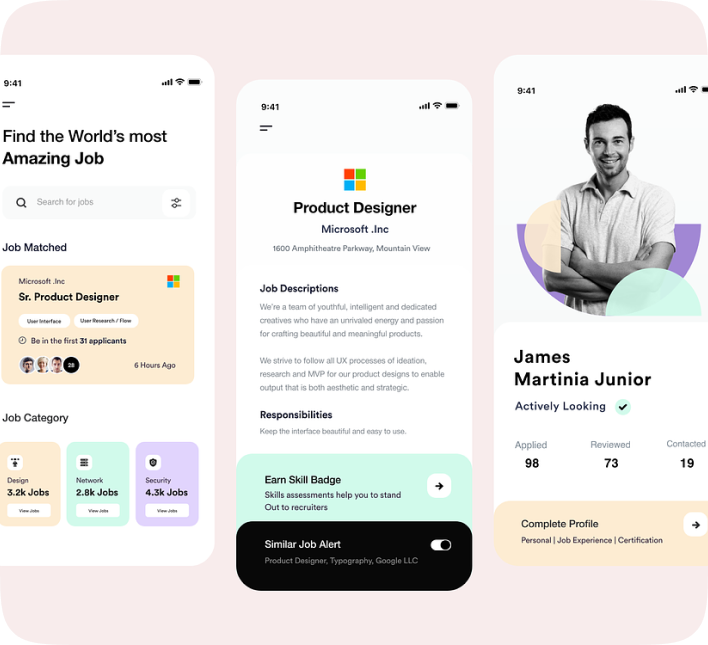 9:41
Find the World's most
Amazing Job
Search for jobs
Job Matched
Microsoft .Inc
Sr. Product Designer
User Interface
User Research / Flow
Be in the first 31 applicants
28
6 Hours Ago
Job Category
Design
3.2k Jobs
View Jobs
Network
2.8k Jobs
View Jobs
Security
4.3k Jobs
View Jobs
9:41
Product Designer
Microsoft .Inc
1600 Amphitheatre Parkway, Mountain View
Job Descriptions
We're a team of youthful, intelligent and dedicated
creatives who have an unrivaled energy and passion
for crafting beautiful and meaningful products.
We strive to follow all UX processes of ideation,
research and MVP for our product designs to enable
output that is both aesthetic and strategic.
Responsibilities
Keep the interface beautiful and easy to use.
Earn Skill Badge
Skills assessments help you to stand
Out to recruiters
Similar Job Alert
Product Designer, Typography, Google LLC
9:41
James
Martinia Junior
Actively Looking
Applied
98
Reviewed
73
Contacted
19
Complete Profile
Personal | Job Experience | Certification